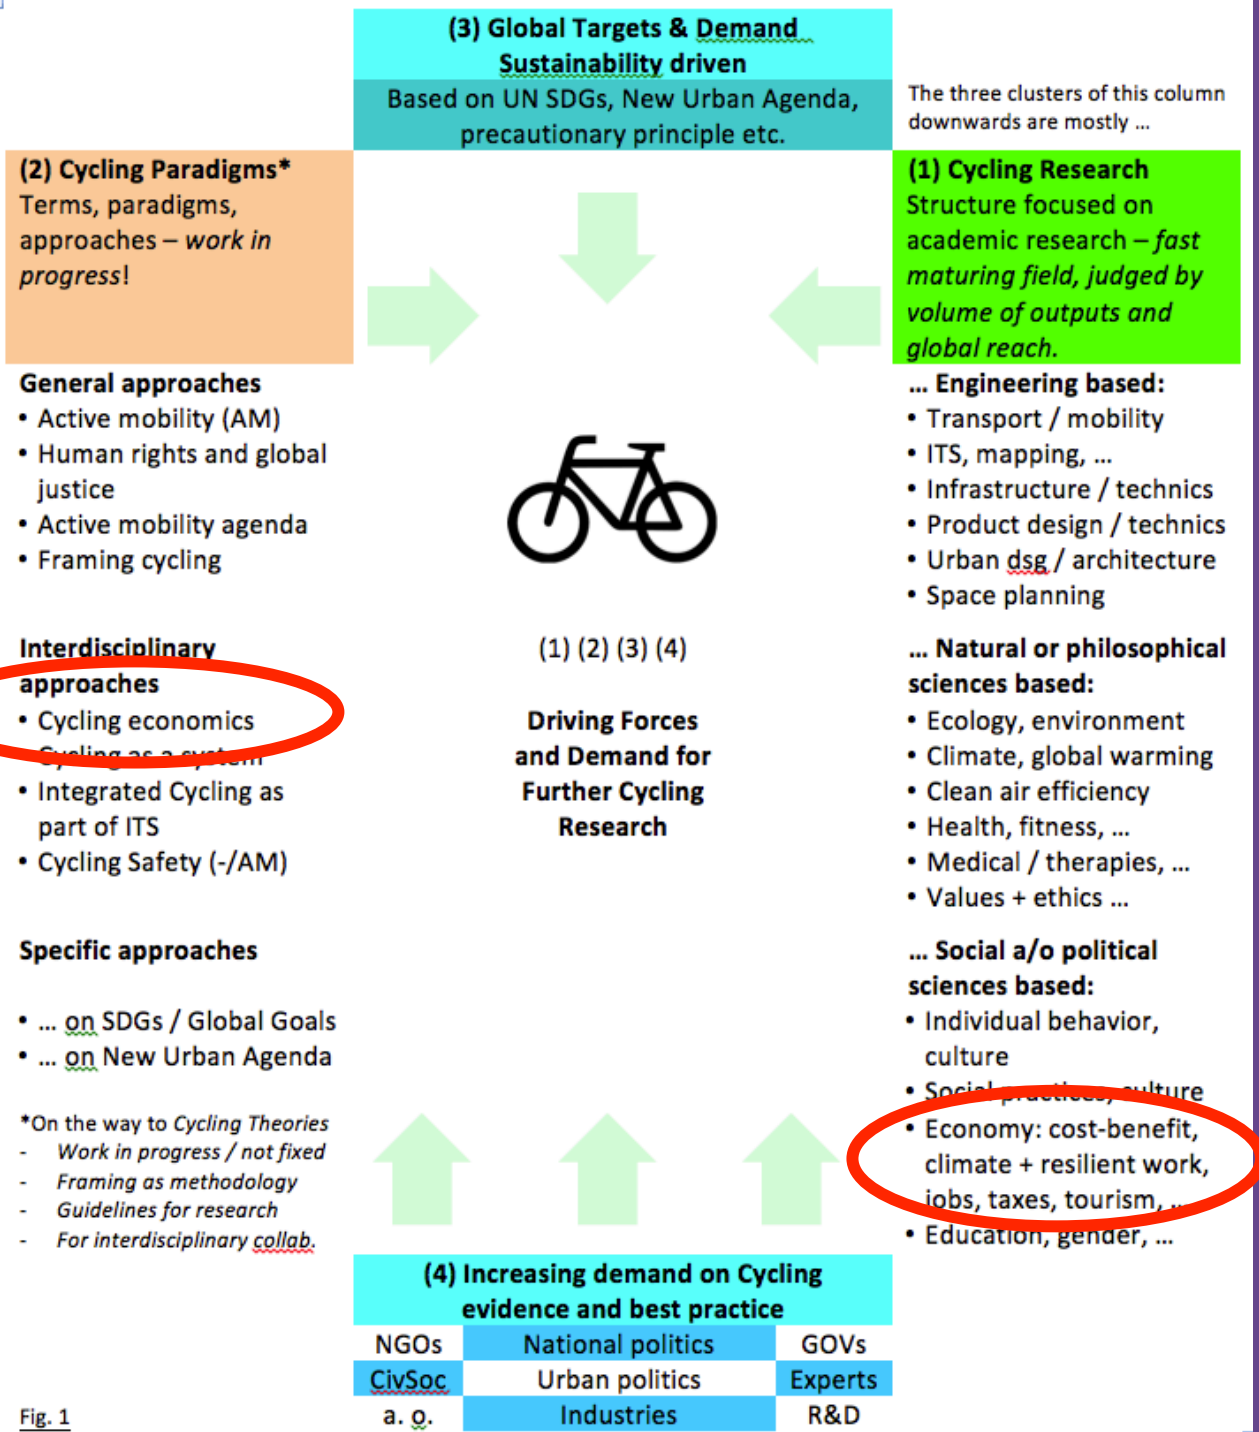 (3) Global Targets & Demand
Sustainability driven
Based on UN SDGs, New Urban Agenda,
precautionary principle etc.
The three clusters of this column
downwards are mostly …
(2) Cycling Paradigms*
Terms, paradigms,
approaches – work in
progress!
(1) Cycling Research
Structure focused on
academic research – fast
maturing field, judged by
volume of outputs and
global reach.
General approaches
• Active mobility (AM)
• Human rights and global
justice
• Active mobility agenda
• Framing cycling
Interdisciplinary
approaches
• Cycling economics
Cycling as a system
• Integrated Cycling as
part of ITS
• Cycling Safety (-/AM)
Specific approaches
• … on SDGs / Global Goals
• … on New Urban Agenda
*On the way to Cycling Theories
- Work in progress / not fixed
- Framing as methodology
- Guidelines for research
- For interdisciplinary collab.
Fig. 1
(1) (2) (3) (4)
Driving Forces
and Demand for
Further Cycling
Research
… Engineering based:
• Transport / mobility
• ITS, mapping, …
• Infrastructure / technics
• Product design / technics
• Urban dsg / architecture
• Space planning
… Natural or philosophical
sciences based:
• Ecology, environment
• Climate, global warming
• Clean air efficiency
• Health, fitness, …
• Medical / therapies, …
• Values + ethics …
… Social a/o political
sciences based:
• Individual behavior,
culture
• Social practices, culture
• Economy: cost-benefit,
climate + resilient work,
jobs, taxes, tourism, …
• Education, gender, …
(4) Increasing demand on Cycling
evidence and best practice
NGOs National politics GOVs
CivSoc Urban politics Experts
a. o. Industries R&D